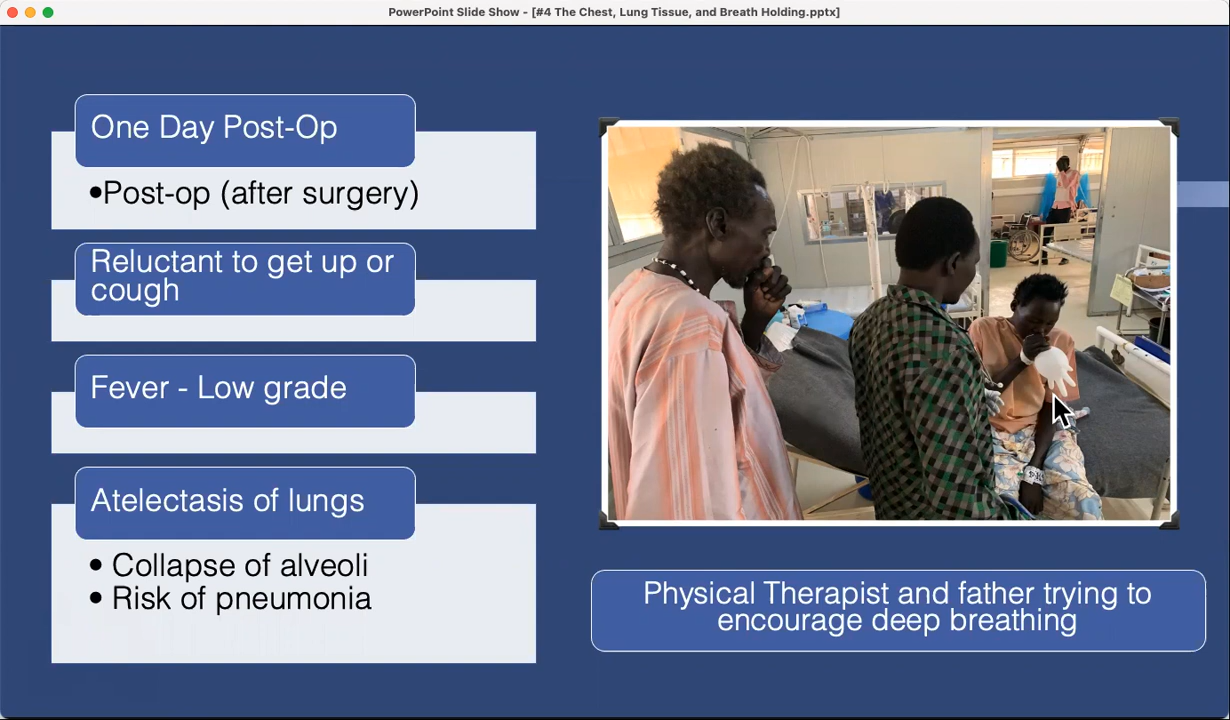 PowerPoint Slide Show - [#4 The Chest, Lung Tissue, and Breath Holding.pptx]
One Day Post-Op
•Post-op (after surgery)
Reluctant to get up or
cough
Fever - Low grade
Atelectasis of lungs
• Collapse of alveoli
• Risk of pneumonia
Physical Therapist and father trying to
encourage deep breathing